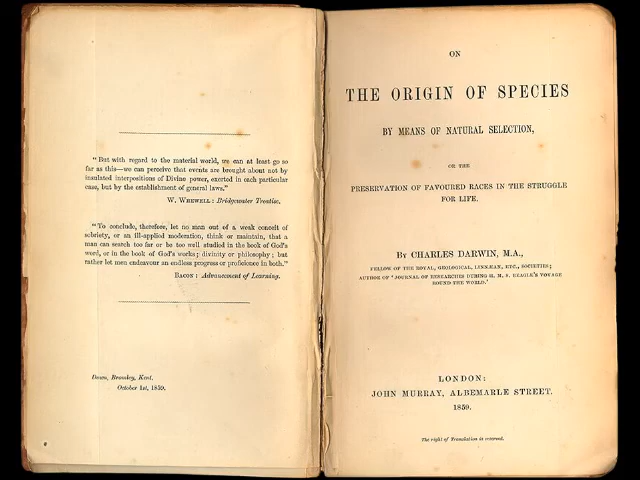 "But with regard to the material world, we can at least go so
far as this—we can perceive that events are brought about not by
insulated interpositions of Divine power, exerted in each particular
case, but by the establishment of general laws."
W. Whewell: Bridgewater Treatise.
"To conclude, therefore, let no man out of a weak conceit of
sobriety, or an ill-applied moderation, think or maintain, that a
man can search too far or be too well studied in the book of God's
word, or in the book of God's works; divinity or philosophy; but
rather let men endeavour an endless progress or proficience in both."
Bacon: Advancement of Learning.
Down, Bromley, Kent,
October 1st, 1859.
ON
THE ORIGIN OF SPECIES
BY MEANS OF NATURAL SELECTION,
OR THE
PRESERVATION OF FAVOURED RACES IN THE STRUGGLE
FOR LIFE.
By CHARLES DARWIN, M.A.,
FELLOW OF THE ROYAL, GEOLOGICAL, LINNÆAN, ETC., SOCIETIES;
AUTHOR OF 'JOURNAL OF RESEARCHES DURING H. M. S. BEAGLE'S VOYAGE
ROUND THE WORLD.'
LONDON:
JOHN MURRAY, ALBEMARLE STREET.
1859.
The right of Translation is reserved.